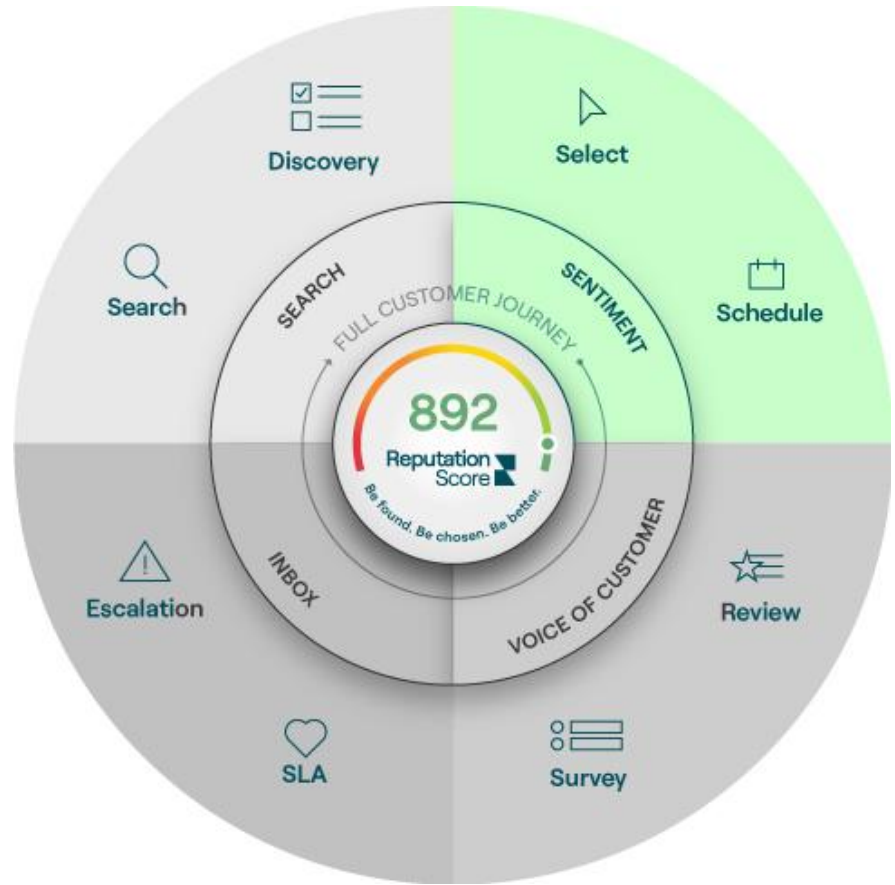 Discovery
Select
Search
Schedule
SEARCH
SENTIMENT
FULL CUSTOMER JOURNEY
892
Reputation
Score
Be found. Be chosen. Be better.
INBOX
VOICE OF CUSTOMER
Escalation
Review
SLA
Survey